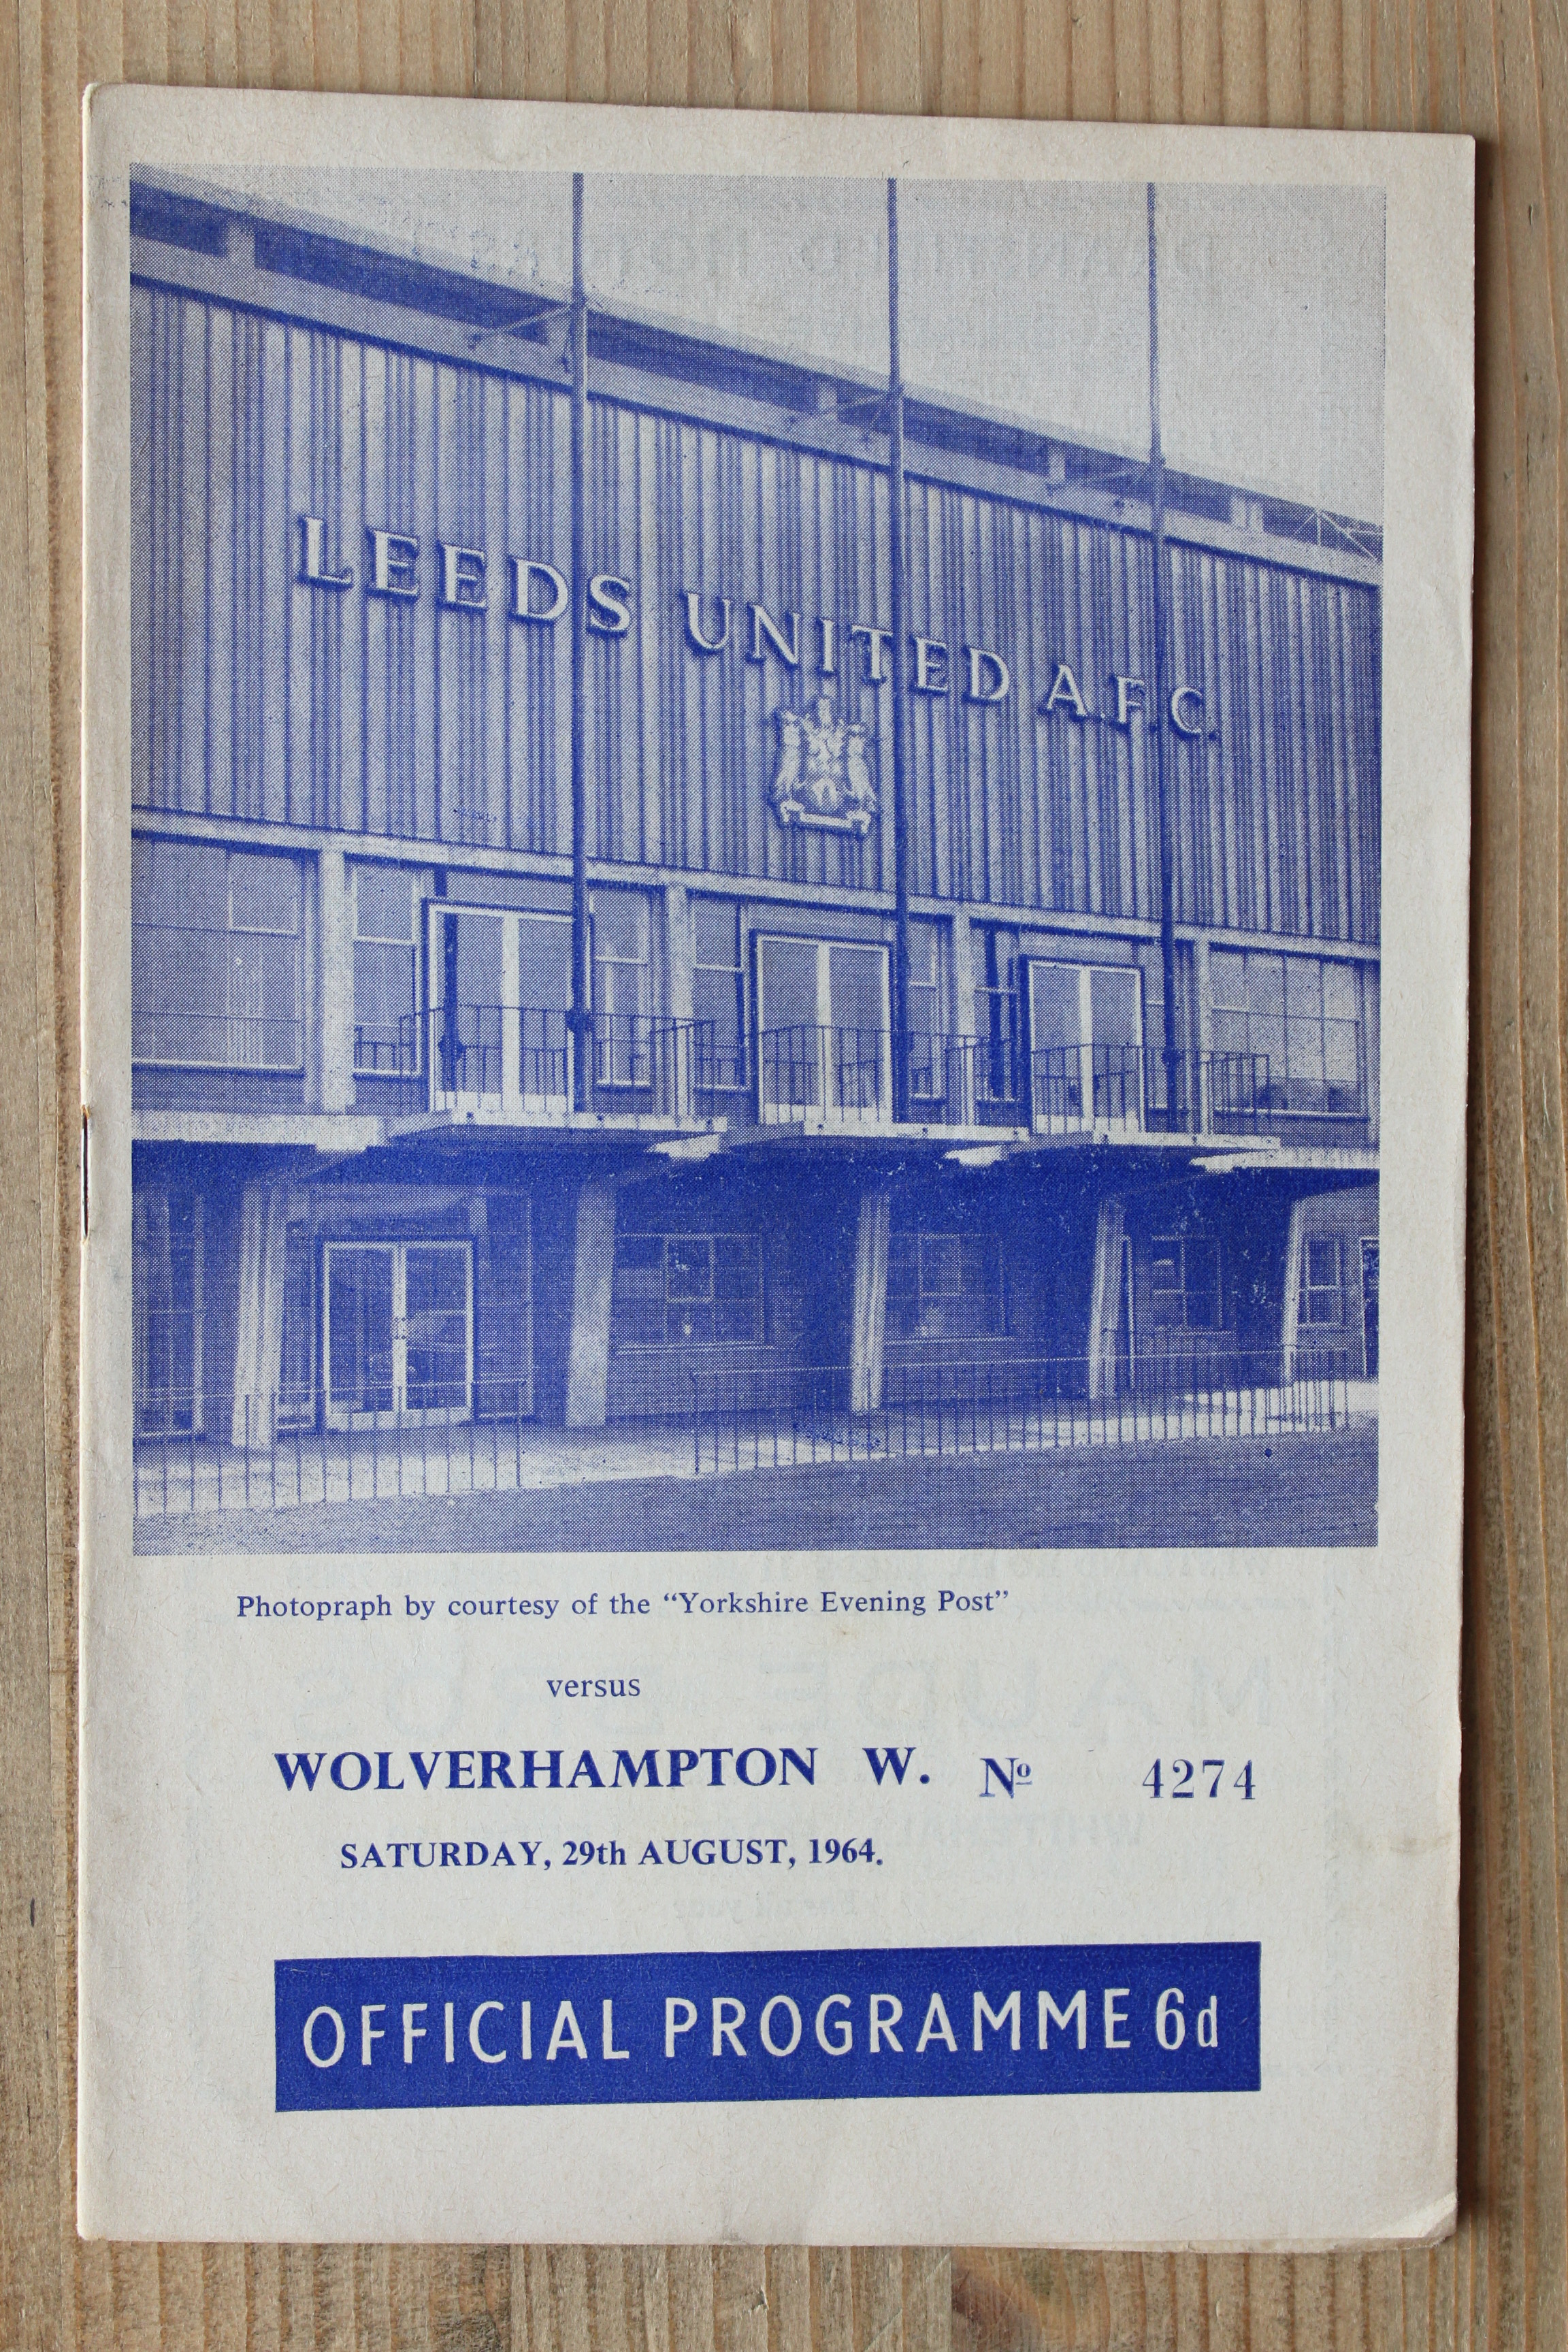 LEEDS UNITED A.F.C.
Photopraph by courtesy of the “Yorkshire Evening Post”
versus
WOLVERHAMPTON W. Nº 4274
SATURDAY, 29th AUGUST, 1964.
OFFICIAL PROGRAMME 6d